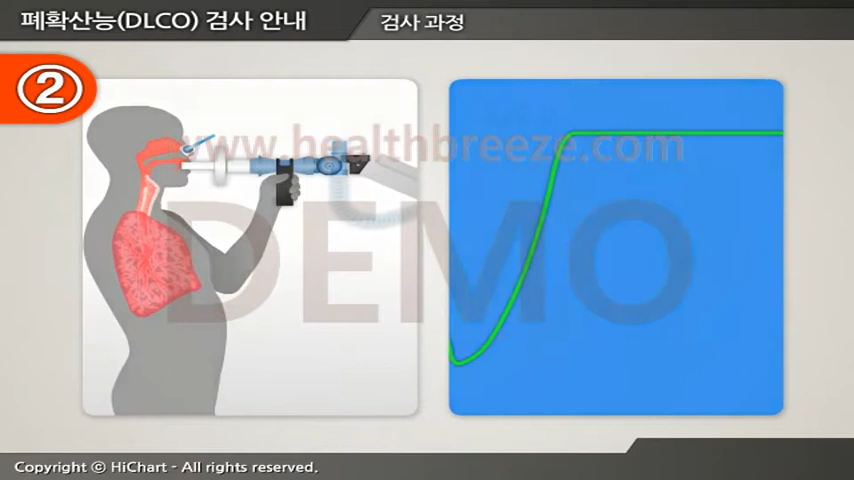 폐확산능(DLCO) 검사 안내
검사 과정
2
www.healthbreeze.com
DEMO
Copyright ⓒ HiChart - All rights reserved.